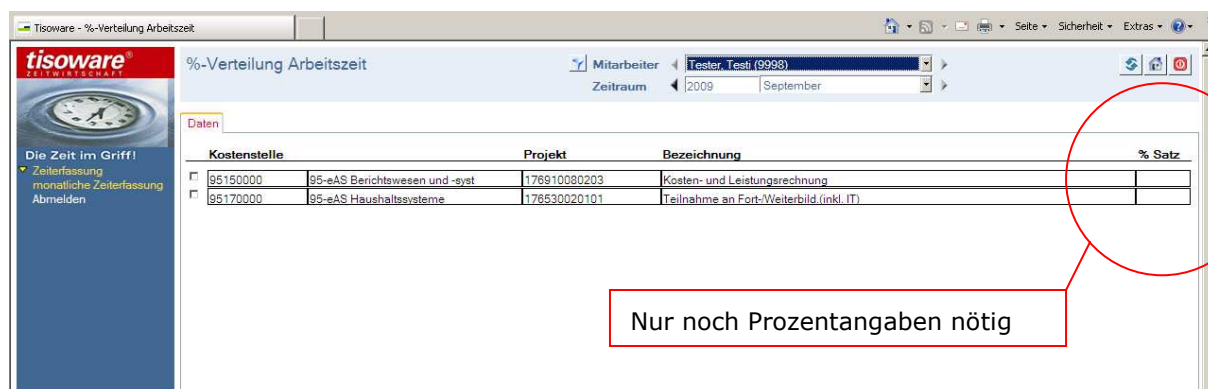 Tisoware - %-Verteilung Arbeitszeit
Seite Sicherheit Extras
tisoware®
ZEITWIRTSCHAFT
%-Verteilung Arbeitszeit
Mitarbeiter Tester, Testi (9998)
Zeitraum 2009 September
Daten
Die Zeit im Griff!
Zeiterfassung
monatliche Zeiterfassung
Abmelden
Kostenstelle Projekt Bezeichnung % Satz
95150000 95-eAS Berichtswesen und -syst 176910080203 Kosten- und Leistungsrechnung
95170000 95-eAS Haushaltssysteme 176530020101 Teilnahme an Fort-/Weiterbild.(inkl. IT)
Nur noch Prozentangaben nötig